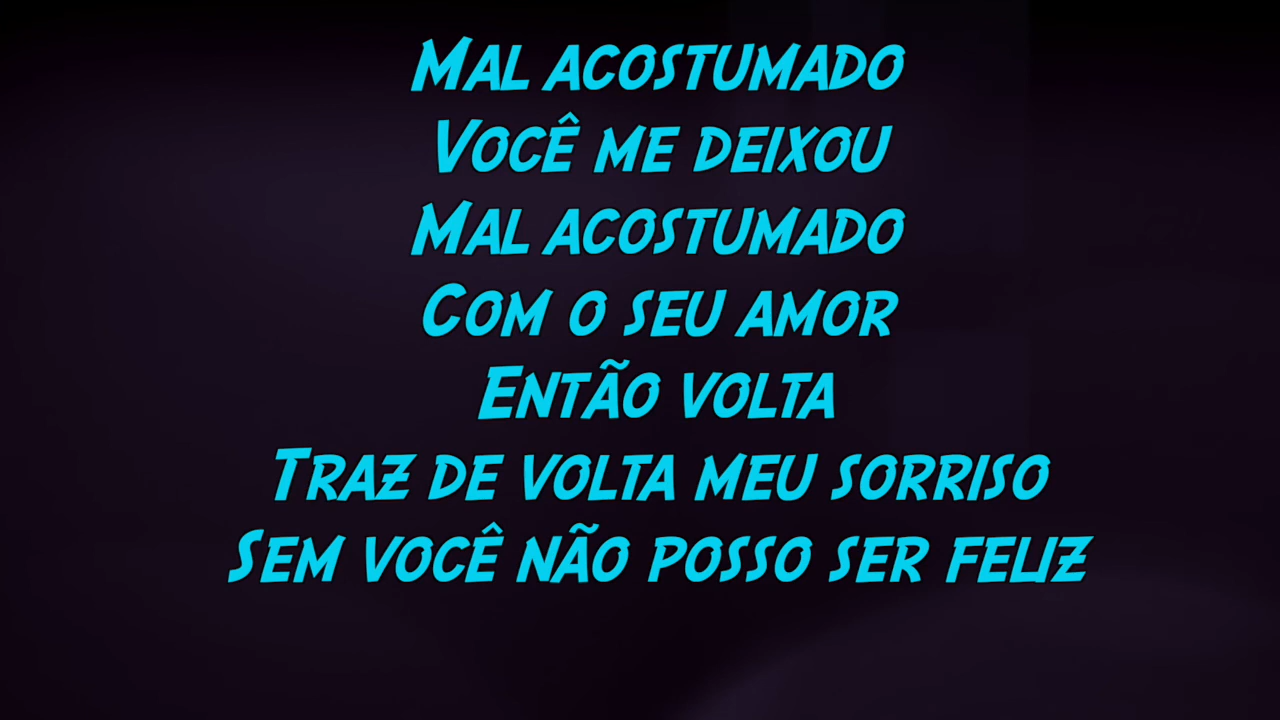 Mal acostumado
Você me deixou
Mal acostumado
Com o seu amor
Então volta
Traz de volta meu sorriso
Sem você não posso ser feliz